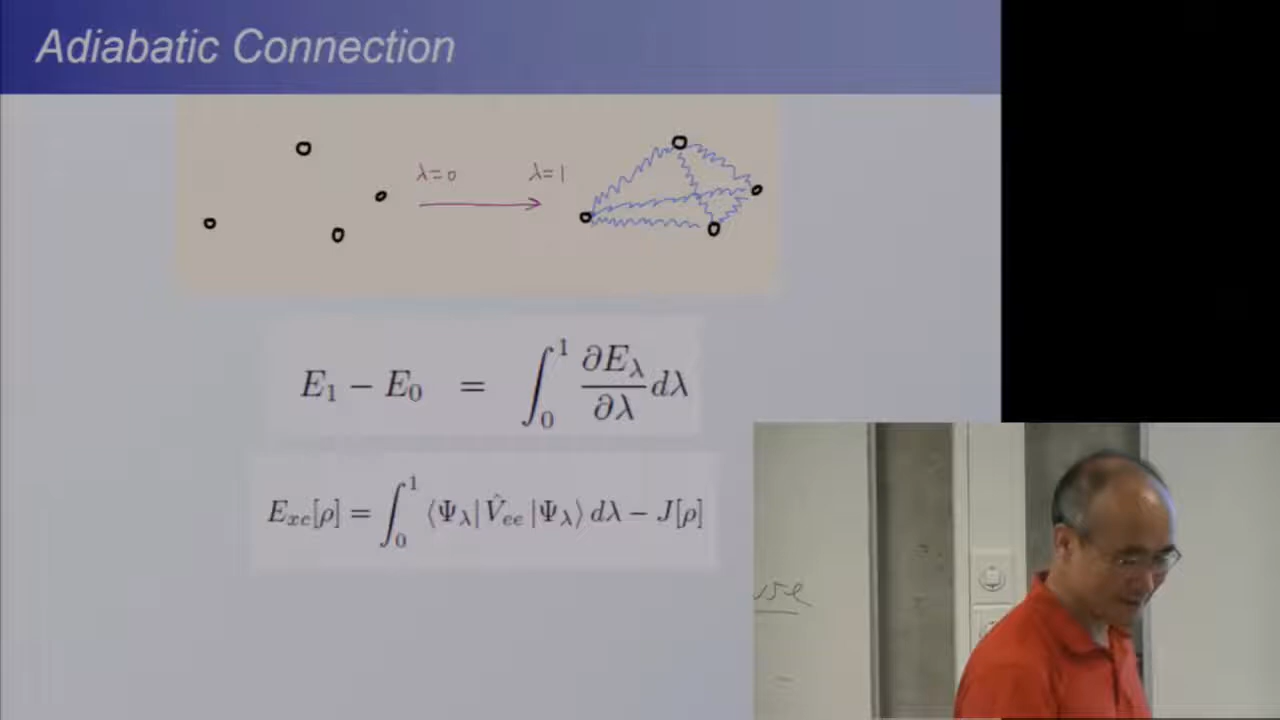 Adiabatic Connection
λ=0 λ=1
E₁ − E₀ = ∫₀¹ ∂E_λ/∂λ dλ
E_xc[ρ] = ∫₀¹ ⟨Ψ_λ| V̂_ee |Ψ_λ⟩ dλ − J[ρ]